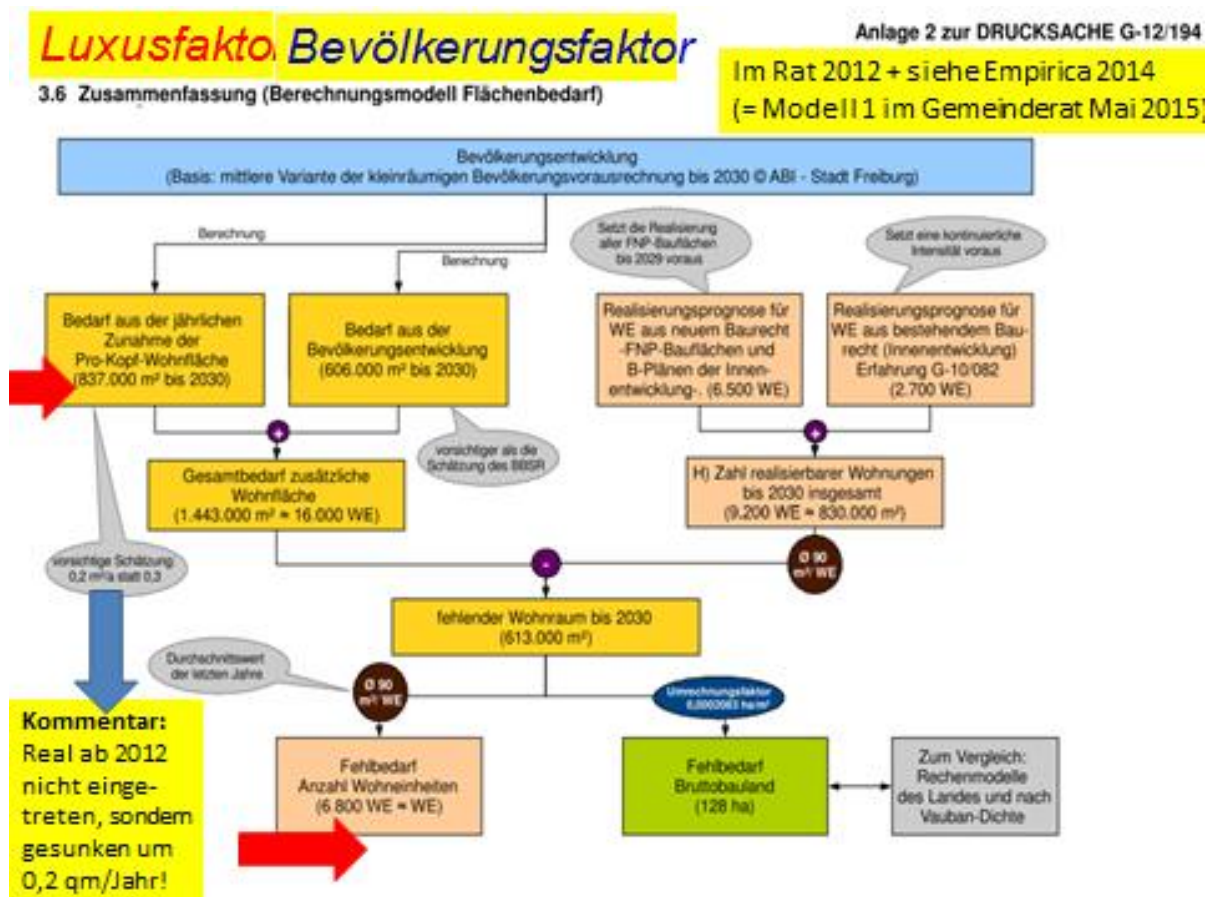 Luxusfakto
Bevölkerungsfaktor
Anlage 2 zur DRUCKSACHE G-12/194
Im Rat 2012 + siehe Empirica 2014
(= Modell 1 im Gemeinderat Mai 2015)
3.6 Zusammenfassung (Berechnungsmodell Flächenbedarf)
Bevölkerungsentwicklung
(Basis: mittlere Variante der kleinräumigen Bevölkerungsvorausrechnung bis 2030 © ABI - Stadt Freiburg)
Berechnung
Berechnung
Setzt die Realisierung
aller FNP-Bauflächen
bis 2029 voraus
Setzt eine kontinuierliche
Intensität voraus
Bedarf aus der jährlichen
Zunahme der
Pro-Kopf-Wohnfläche
(837.000 m² bis 2030)
Bedarf aus der
Bevölkerungsentwicklung
(606.000 m² bis 2030)
Realisierungsprognose für
WE aus neuem Baurecht
-FNP-Bauflächen und
B-Plänen der Innen-
entwicklung-. (6.500 WE)
Realisierungsprognose für
WE aus bestehendem Bau-
recht (Innenentwicklung)
Erfahrung G-10/082
(2.700 WE)
+
+
vorsichtiger als die
Schätzung des BBSR
Gesamtbedarf zusätzliche
Wohnfläche
(1.443.000 m² = 16.000 WE)
H) Zahl realisierbarer Wohnungen
bis 2030 insgesamt
(9.200 WE = 830.000 m²)
vorsichtige Schätzung
0,2 m²/a statt 0,3
-
Ø 90
m²/ WE
fehlender Wohnraum bis 2030
(613.000 m²)
Durchschnittswert
der letzten Jahre
Ø 90
m²/ WE
Umrechnungsfaktor
0,0002083 ha/m²
Kommentar:
Real ab 2012
nicht einge-
treten, sondern
gesunken um
0,2 qm/Jahr!
Fehlbedarf
Anzahl Wohneinheiten
(6.800 WE = WE)
Fehlbedarf
Bruttobauland
(128 ha)
Zum Vergleich:
Rechenmodelle
des Landes und nach
Vauban-Dichte